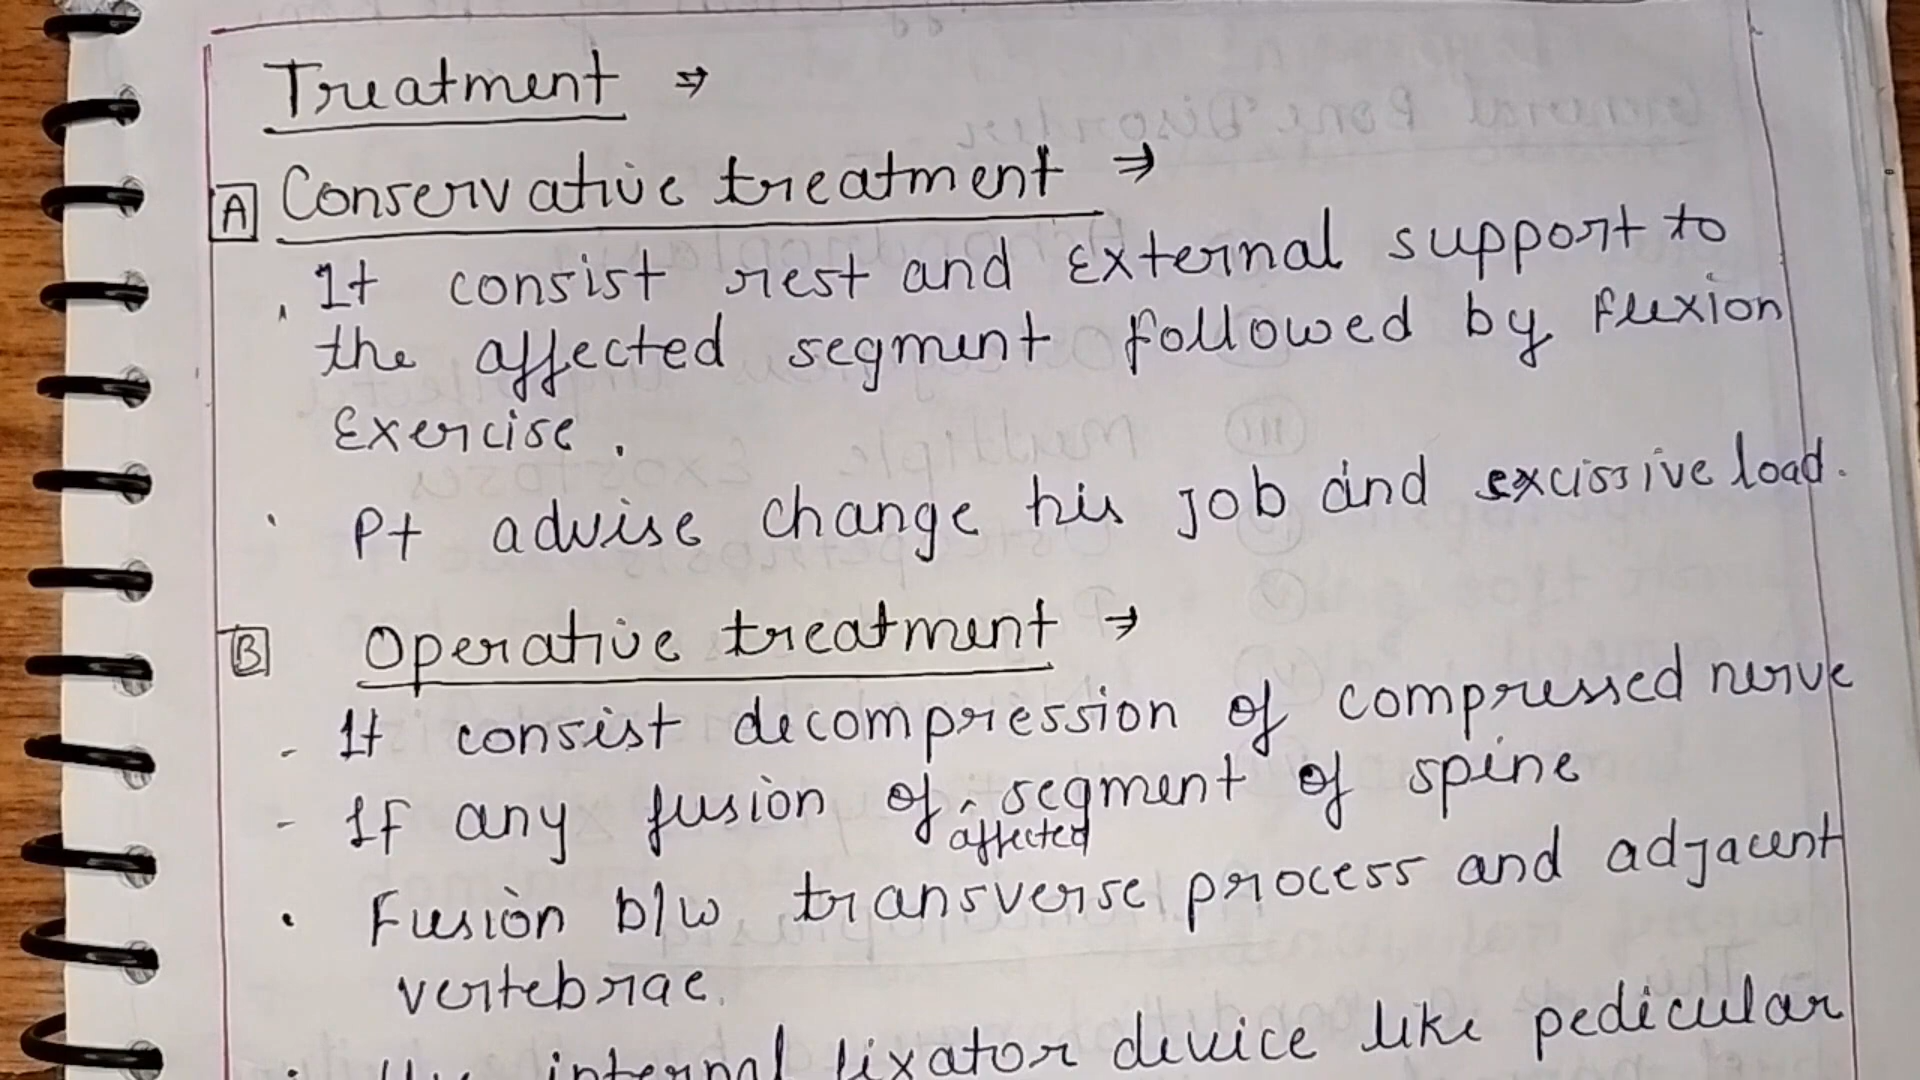 Treatment ⇒
A Conservative treatment ⇒
It consist rest and External support to
the affected segment followed by flexion
Exercise.
• Pt advise change his job and excissive load.
B Operative treatment ⇒
- It consist decompression of compressed nerve
- If any fusion of affected segment of spine
• Fusion b/w transverse process and adjacent
vertebrae.
internal fixator device like pedicular